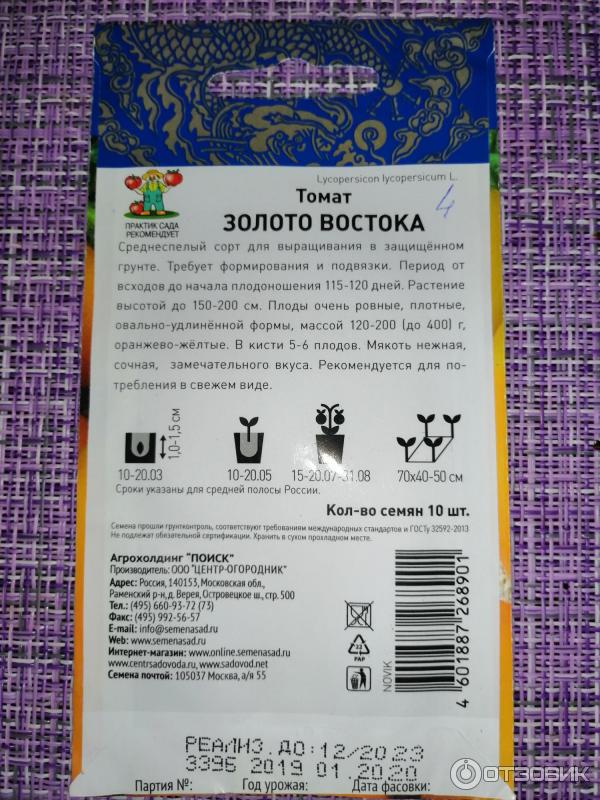 Lycopersicon lycopersicum L.
Томат
4
ЗОЛОТО ВОСТОКА
ПРАКТИК САДА
РЕКОМЕНДУЕТ
Среднеспелый сорт для выращивания в защищённом
грунте. Требует формирования и подвязки. Период от
всходов до начала плодоношения 115-120 дней. Растение
высотой до 150-200 см. Плоды очень ровные, плотные,
овально-удлинённой формы, массой 120-200 (до 400) г,
оранжево-жёлтые. В кисти 5-6 плодов. Мякоть нежная,
сочная, замечательного вкуса. Рекомендуется для по-
требления в свежем виде.
1,0-1,5 см
10-20.03
10-20.05
15-20.07-31.08
70x40-50 см
Сроки указаны для средней полосы России.
Кол-во семян 10 шт.
Семена прошли грунтконтроль, соответствуют требованиям международных стандартов и ГОСТу 32592-2013
Не подлежат обязательной сертификации. Хранить в сухом прохладном месте.
Агрохолдинг "ПОИСК"
Производитель: ООО "ЦЕНТР-ОГОРОДНИК"
Адрес: Россия, 140153, Московская обл.,
Раменский р-н, д. Верея, Островецкое ш., стр. 500
Тел.: (495) 660-93-72 (73)
Факс: (495) 992-56-57
E-mail: info@semenasad.ru
Web: www.semenasad.ru
Интернет-магазин: www.online.semenasad.ru
www.centrsadovoda.ru, www.sadovod.net
Семена почтой: 105037 Москва, а/я 55
22
PAP
NOVIK
4 601887 268901
РЕАЛИЗ. ДО: 12/2023
3396 2019 01.2020
Партия №: Год урожая: Дата фасовки:
ОТЗОВИК